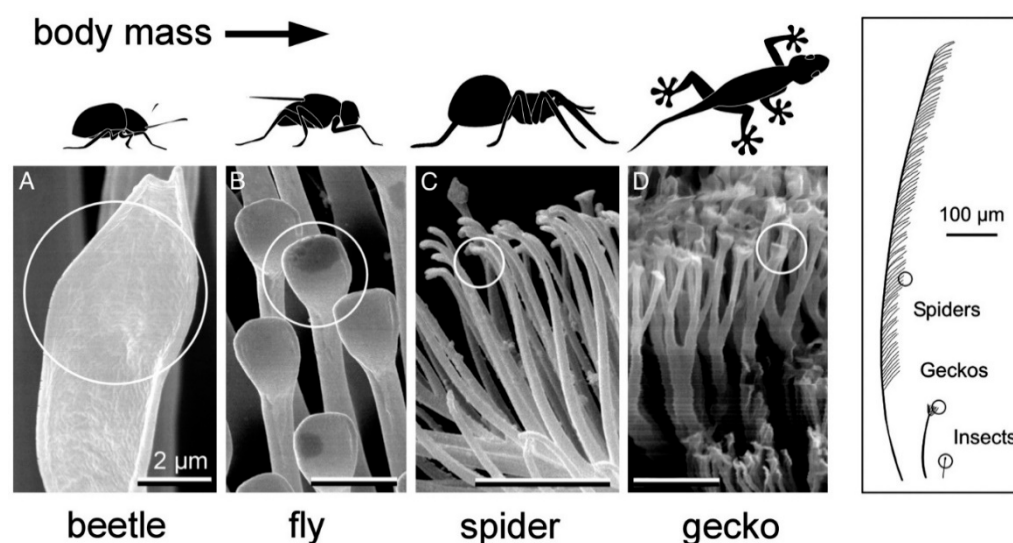 body mass
A
B
C
D
2 µm
beetle
fly
spider
gecko
100 µm
Spiders
Geckos
Insects